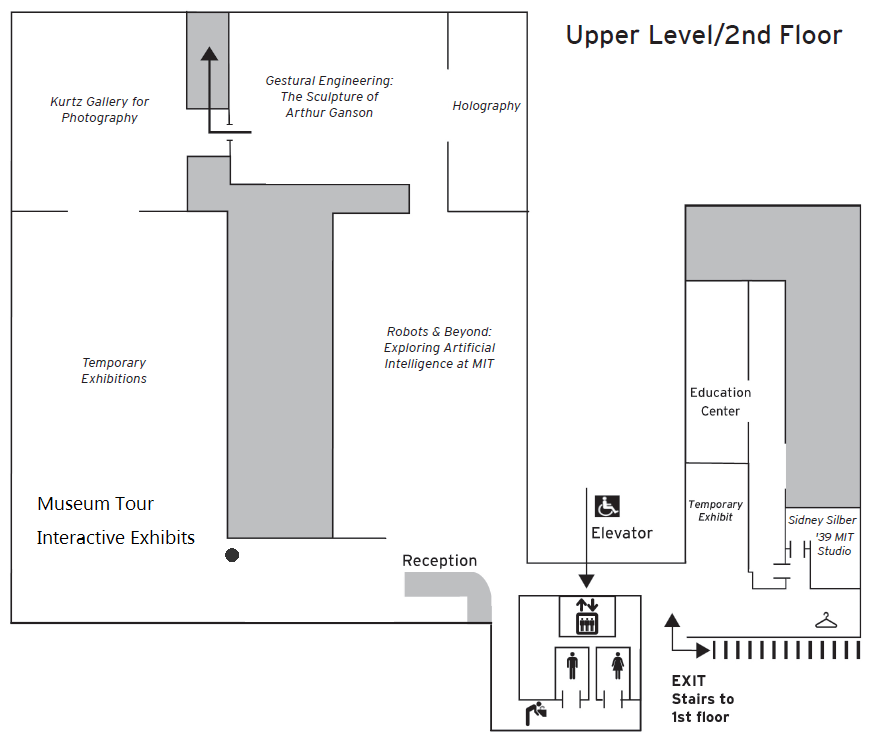 Upper Level/2nd Floor
Kurtz Gallery for
Photography
Gestural Engineering:
The Sculpture of
Arthur Ganson
Holography
Temporary
Exhibitions
Robots & Beyond:
Exploring Artificial
Intelligence at MIT
Education
Center
Museum Tour
Interactive Exhibits
Temporary
Exhibit
Sidney Silber
'39 MIT
Studio
Elevator
Reception
EXIT
Stairs to
1st floor